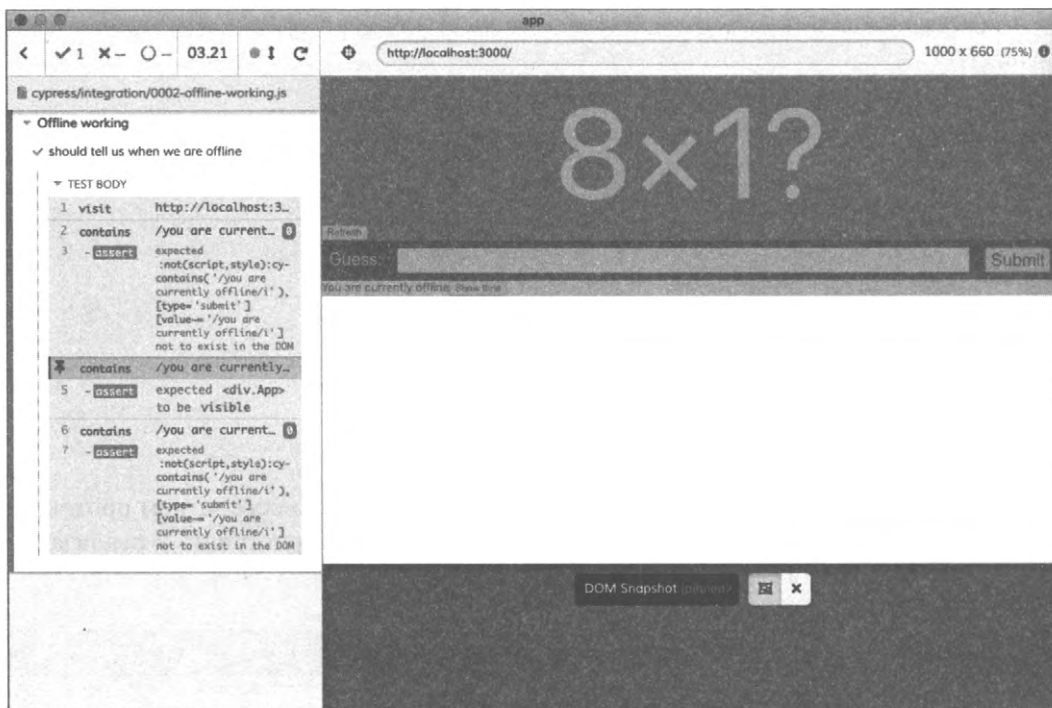 app
1 – – 03.21 http://localhost:3000/ 1000 x 660 (75%)
cypress/integration/0002-offline-working.js
Offline working
should tell us when we are offline
TEST BODY
1 visit http://localhost:3…
2 contains /you are current… 0
3 -assert expected
:not(script,style):cy-
contains('/you are
currently offline/i'),
[type='submit']
[value~='/you are
currently offline/i']
not to exist in the DOM
contains /you are currently…
5 -assert expected <div.App>
to be visible
6 contains /you are current… 0
7 -assert expected
:not(script,style):cy-
contains('/you are
currently offline/i'),
[type='submit']
[value~='/you are
currently offline/i']
not to exist in the DOM
8×1?
Refresh
Guess: Submit
You are currently offline. Show time
DOM Snapshot (pinned)